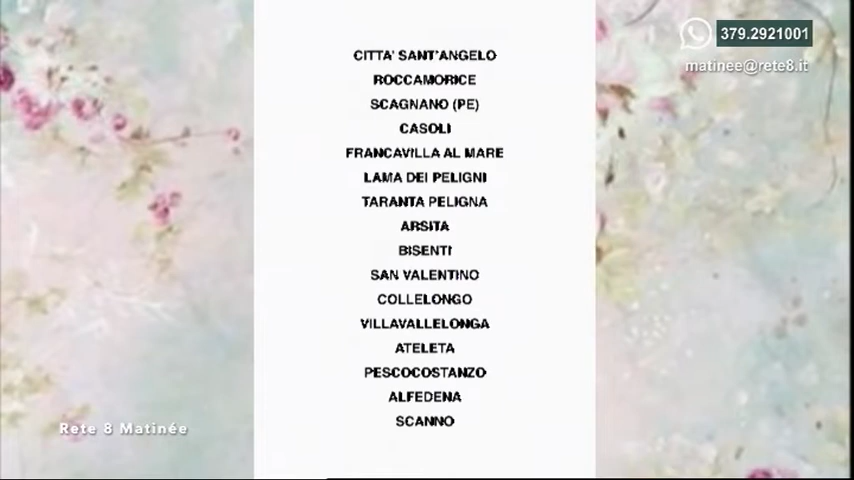 379.2921001
matinee@rete8.it
CITTA' SANT'ANGELO
ROCCAMORICE
SCAGNANO (PE)
CASOLI
FRANCAVILLA AL MARE
LAMA DEI PELIGNI
TARANTA PELIGNA
ARSITA
BISENTI
SAN VALENTINO
COLLELONGO
VILLAVALLELONGA
ATELETA
PESCOCOSTANZO
ALFEDENA
SCANNO
Rete 8 Matinée